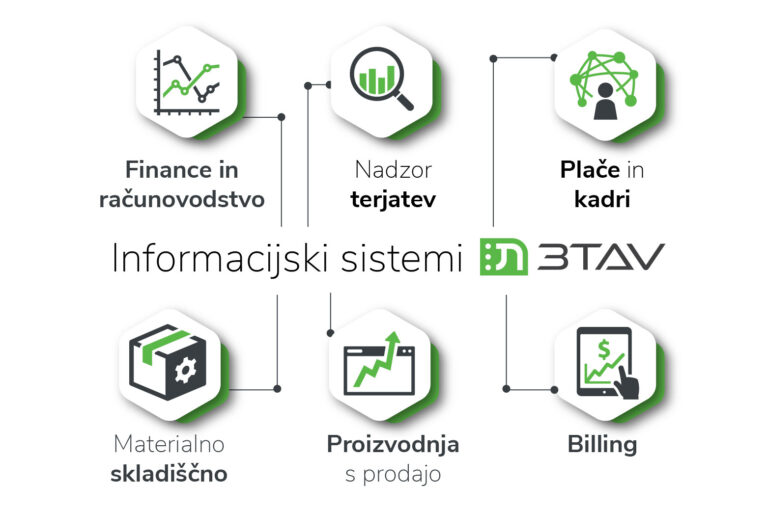 Finance in
računovodstvo
Nadzor
terjatev
Plače in
kadri
Informacijski sistemi 3TAV
Materialno
skladiščno
Proizvodnja
s prodajo
Billing